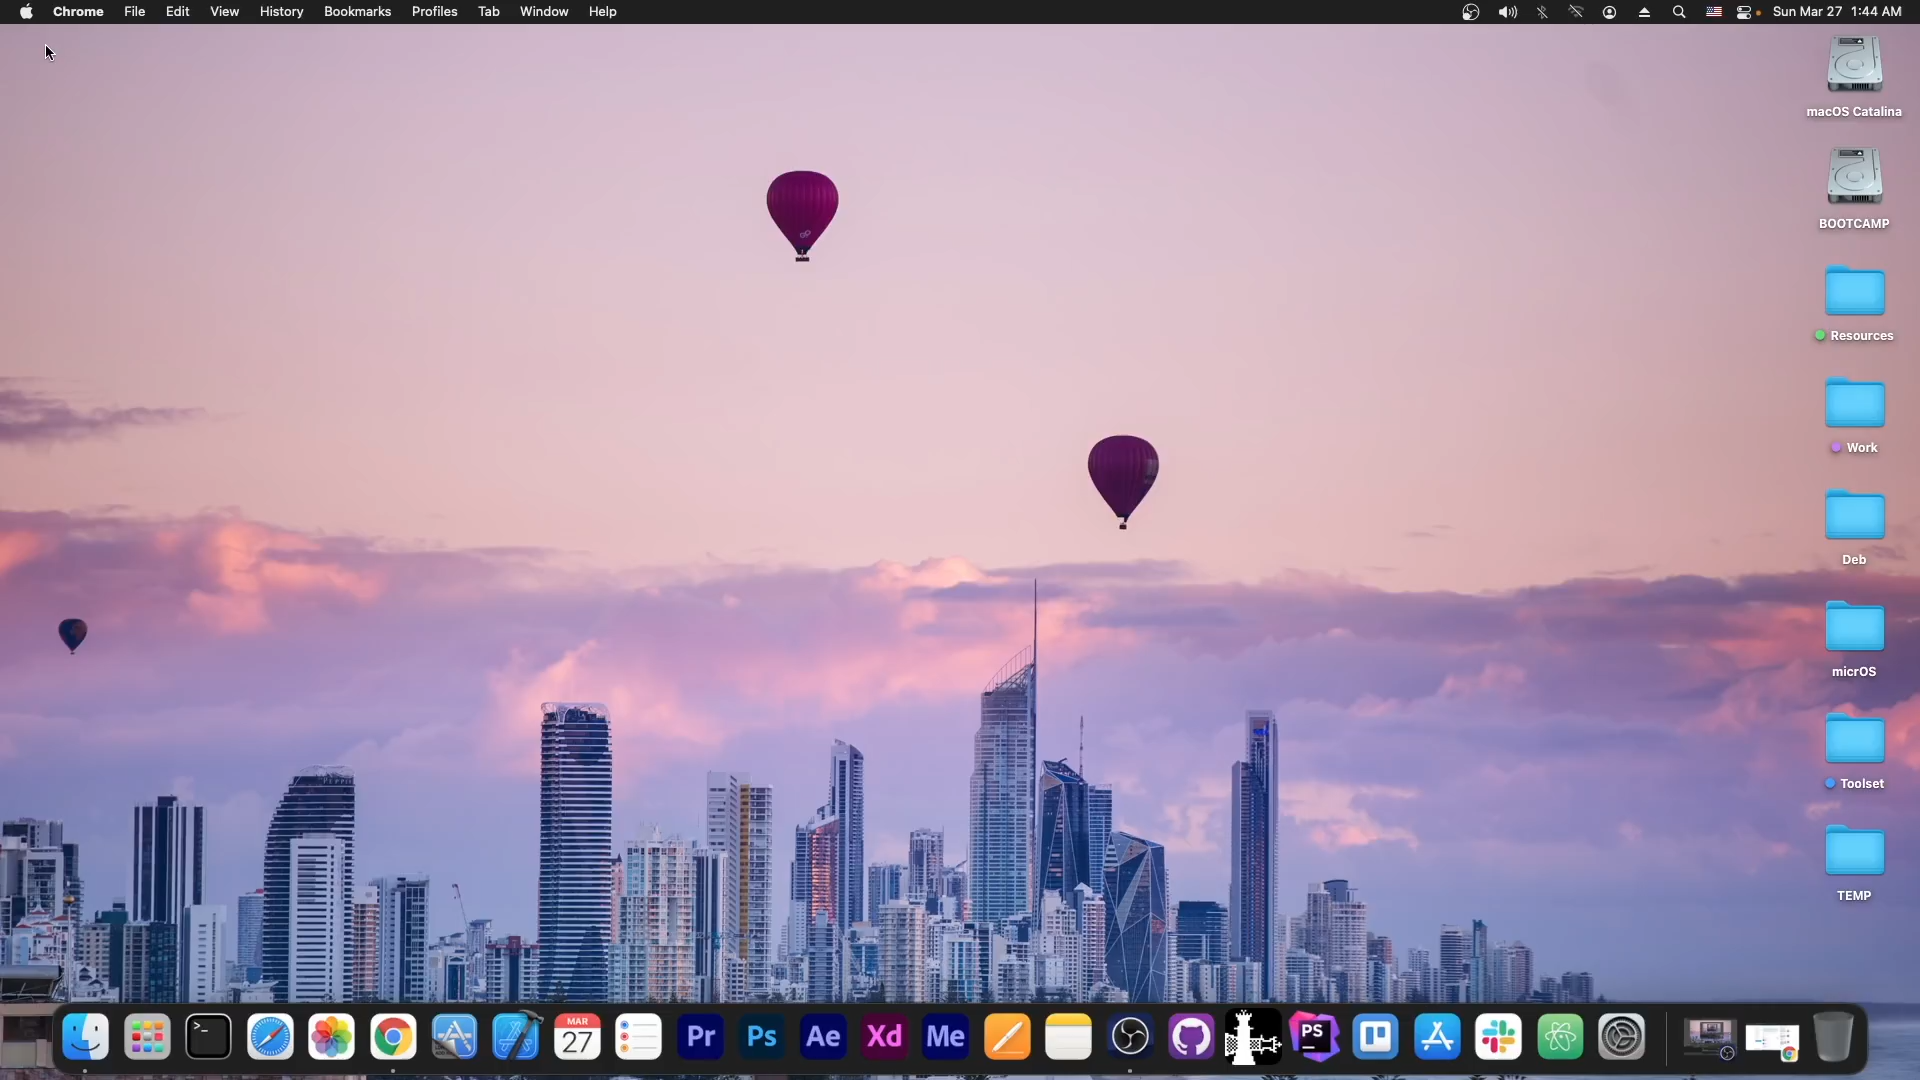 Chrome File Edit View History Bookmarks Profiles Tab Window Help Sun Mar 27 1:44 AM
macOS Catalina
BOOTCAMP
Resources
Work
Deb
micrOS
Toolset
TEMP
>_ MAR 27 Pr Ps Ae Xd Me PS